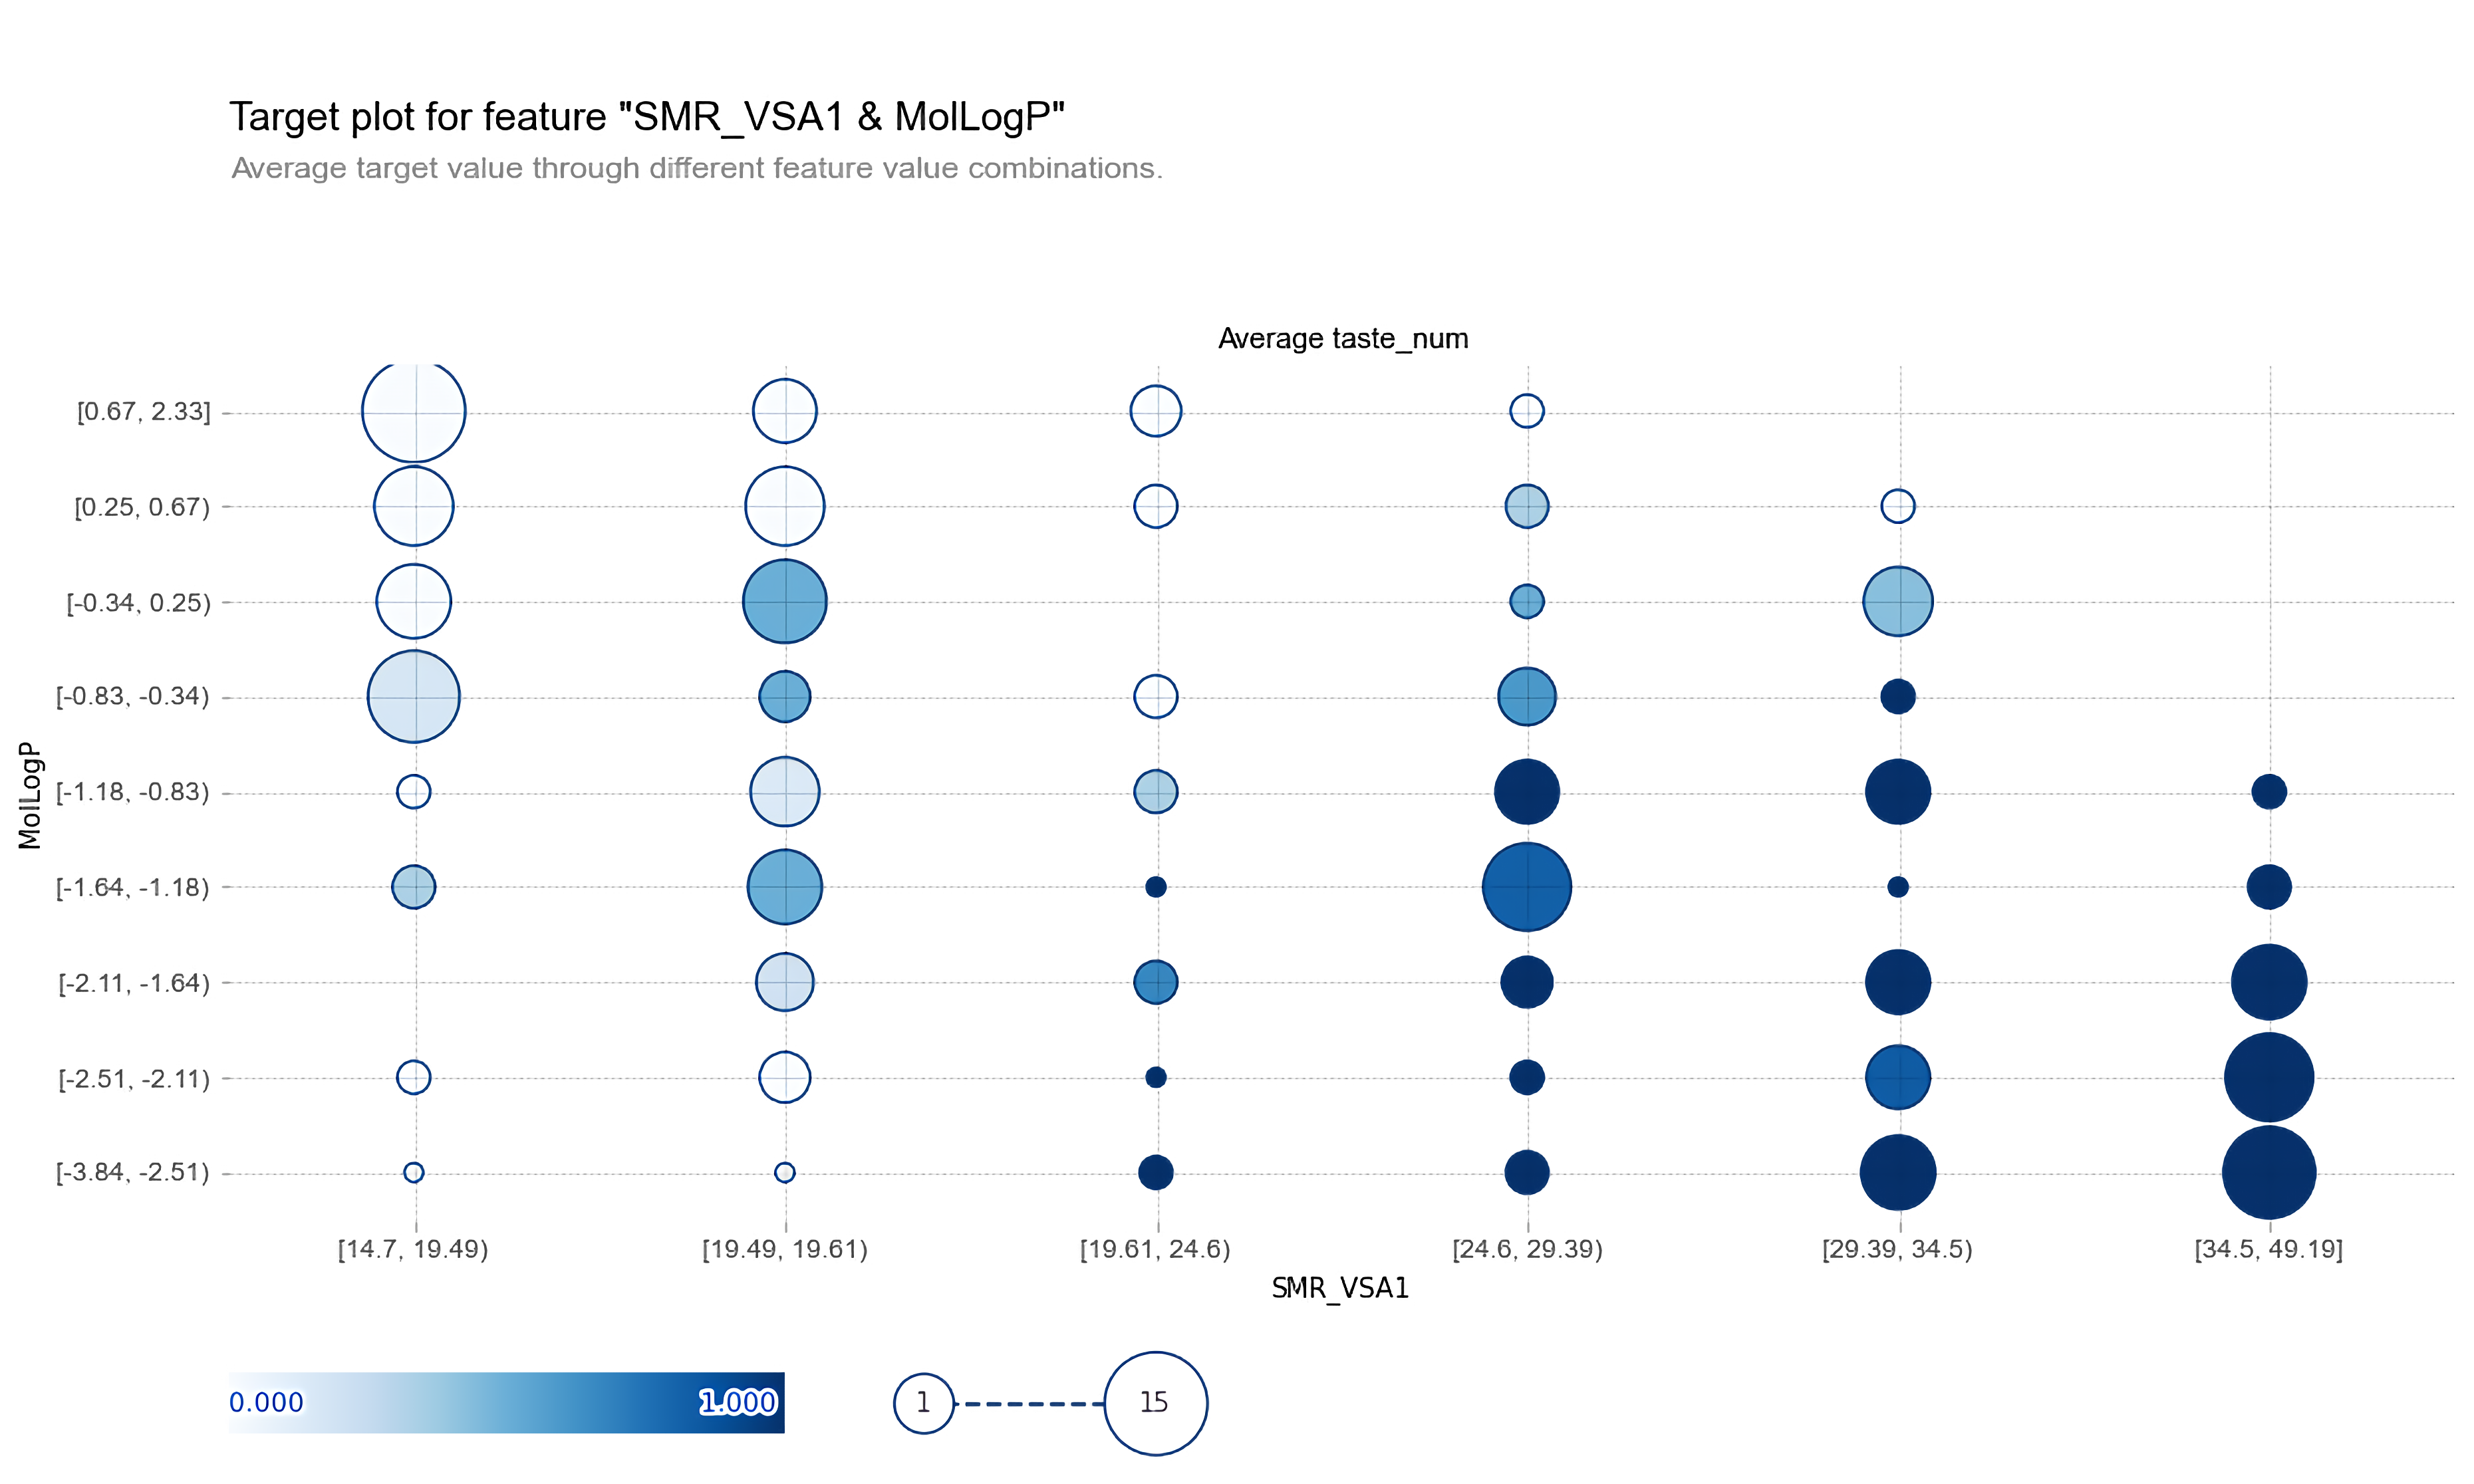 Target plot for feature "SMR_VSA1 & MolLogP"
Average target value through different feature value combinations.
Average taste_num
[0.67, 2.33]
[0.25, 0.67)
[-0.34, 0.25)
[-0.83, -0.34)
[-1.18, -0.83)
[-1.64, -1.18)
[-2.11, -1.64)
[-2.51, -2.11)
[-3.84, -2.51)
MolLogP
[14.7, 19.49) [19.49, 19.61) [19.61, 24.6) [24.6, 29.39) [29.39, 34.5) [34.5, 49.19]
SMR_VSA1
0.000 1.000 1 15